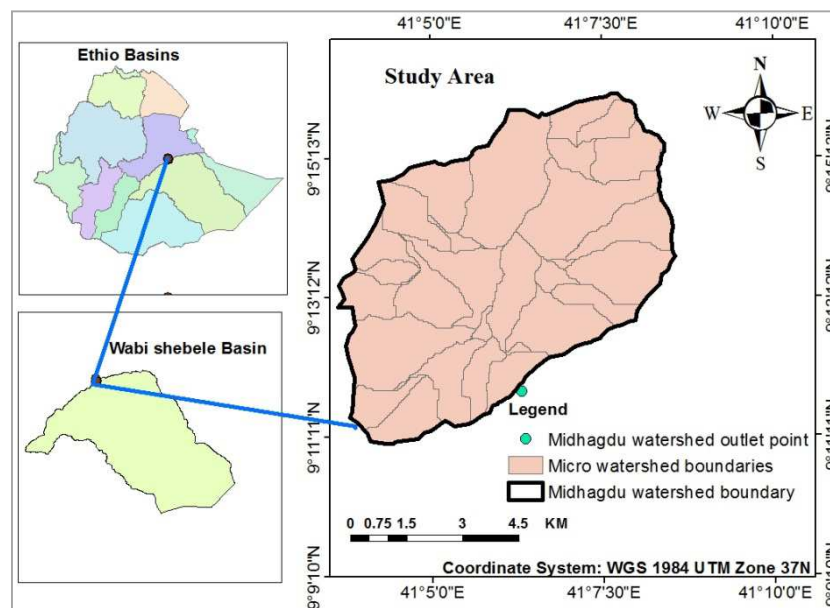 Ethio Basins
Wabi shebele Basin
41°5'0"E 41°7'30"E 41°10'0"E
Study Area
N
W E
S
9°15'13"N
9°13'12"N
9°11'11"N
9°9'10"N
Legend
Midhagdu watershed outlet point
Micro watershed boundaries
Midhagdu watershed boundary
0 0.75 1.5 3 4.5 KM
Coordinate System: WGS 1984 UTM Zone 37N
41°5'0"E 41°7'30"E 41°10'0"E